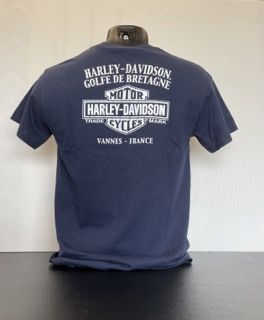 HARLEY-DAVIDSON
GOLFE DE BRETAGNE
MOTOR
HARLEY-DAVIDSON
TRADE MARK
CYCLES
VANNES - FRANCE